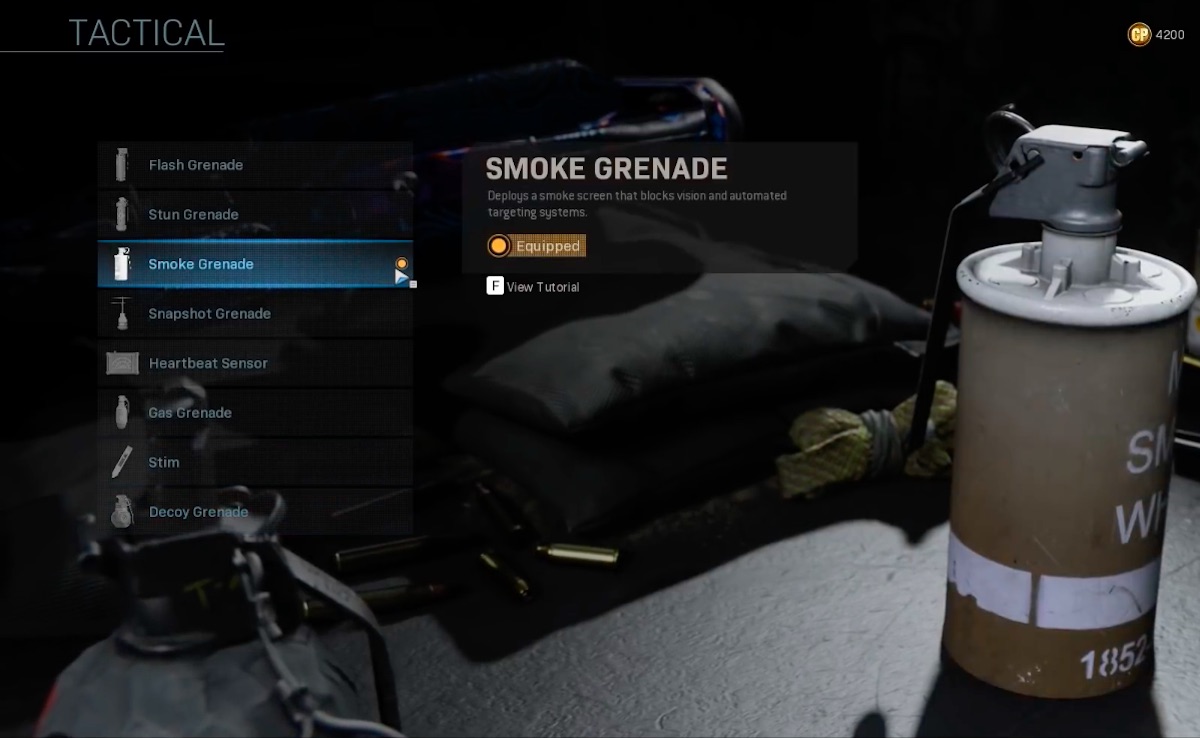 TACTICAL
CP 4200
Flash Grenade
Stun Grenade
Smoke Grenade
Snapshot Grenade
Heartbeat Sensor
Gas Grenade
Stim
Decoy Grenade
SMOKE GRENADE
Deploys a smoke screen that blocks vision and automated
targeting systems.
Equipped
F View Tutorial
SM
WH
1852-